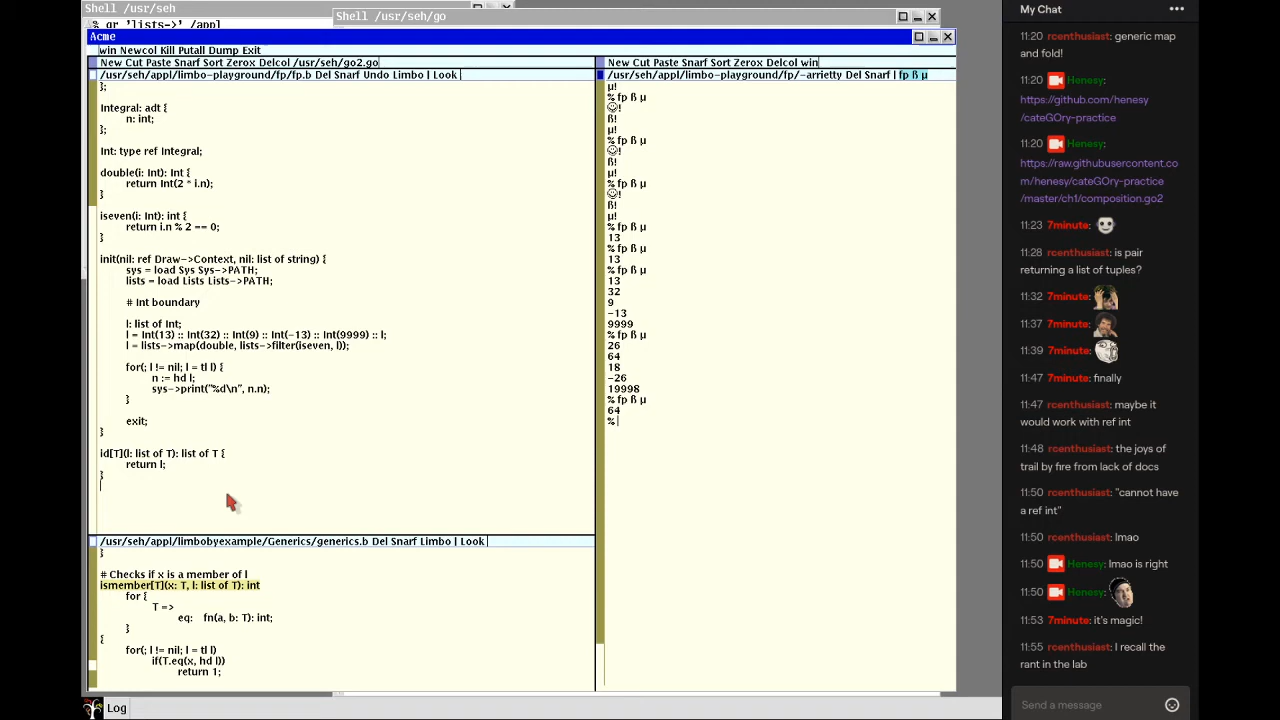 Shell /usr/seh
% gr 'lists->' /appl
Shell /usr/seh/go
Acme
win Newcol Kill Putall Dump Exit
New Cut Paste Snarf Sort Zerox Delcol /usr/seh/go2.go
/usr/seh/appl/limbo-playground/fp/fp.b Del Snarf Undo Limbo | Look
};
Integral: adt {
n: int;
};
Int: type ref Integral;
double(i: Int): Int {
return Int(2 * i.n);
}
iseven(i: Int): int {
return i.n % 2 == 0;
}
init(nil: ref Draw->Context, nil: list of string) {
sys = load Sys Sys->PATH;
lists = load Lists Lists->PATH;
# Int boundary
l: list of Int;
l = Int(13) :: Int(32) :: Int(9) :: Int(-13) :: Int(9999) :: l;
l = lists->map(double, lists->filter(iseven, l));
for(; l != nil; l = tl l) {
n := hd l;
sys->print("%d\n", n.n);
}
exit;
}
id[T](l: list of T): list of T {
return l;
}
/usr/seh/appl/limbobyexample/Generics/generics.b Del Snarf Limbo | Look
}
# Checks if x is a member of l
ismember[T](x: T, l: list of T): int
for {
T =>
eq: fn(a, b: T): int;
}
{
for(; l != nil; l = tl l)
if(T.eq(x, hd l))
return 1;
New Cut Paste Snarf Sort Zerox Delcol win
/usr/seh/appl/limbo-playground/fp/-arrietty Del Snarf | fp ß µ
µ!
% fp ß µ
☺!
ß!
µ!
% fp ß µ
☺!
ß!
µ!
% fp ß µ
☺!
ß!
µ!
% fp ß µ
13
% fp ß µ
13
% fp ß µ
13
32
9
-13
9999
% fp ß µ
26
64
18
-26
19998
% fp ß µ
64
%
Log
My Chat
11:20 rcenthusiast: generic map
and fold!
11:20 Henesy:
https://github.com/henesy
/cateGOry-practice
11:20 Henesy:
https://raw.githubusercontent.co
m/henesy/cateGOry-practice
/master/ch1/composition.go2
11:23 7minute:
11:28 rcenthusiast: is pair
returning a list of tuples?
11:32 7minute:
11:37 7minute:
11:39 7minute:
11:47 7minute: finally
11:47 rcenthusiast: maybe it
would work with ref int
11:48 rcenthusiast: the joys of
trail by fire from lack of docs
11:50 rcenthusiast: "cannot have
a ref int"
11:50 rcenthusiast: lmao
11:50 Henesy: lmao is right
11:50 Henesy:
11:53 7minute: it's magic!
11:55 rcenthusiast: I recall the
rant in the lab
Send a message